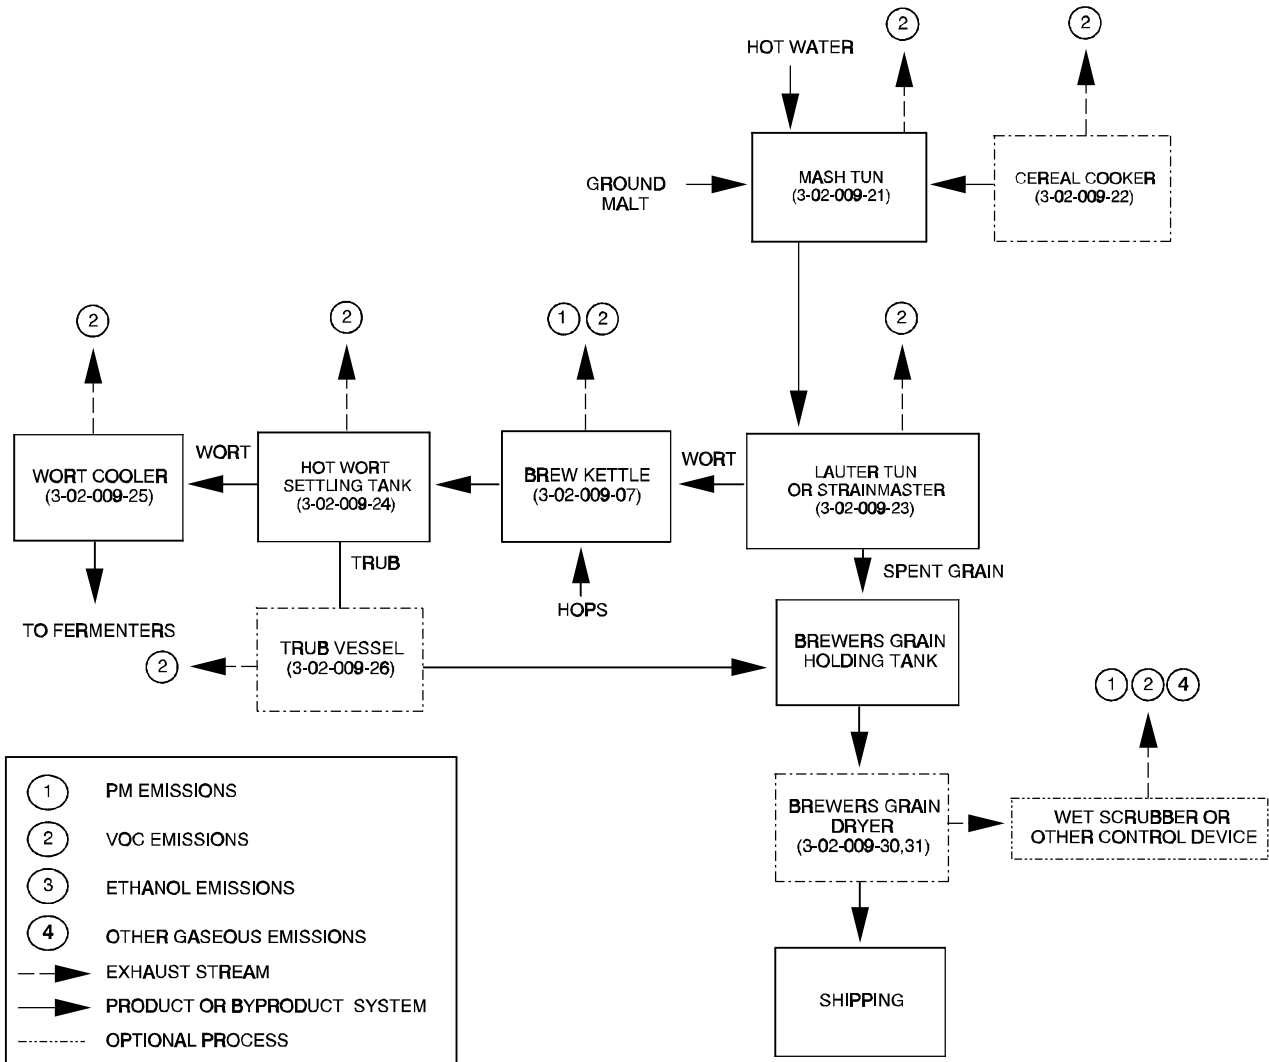 2
2
HOT WATER
GROUND
MALT
MASH TUN
(3-02-009-21)
CEREAL COOKER
(3-02-009-22)
2
2
1 2
2
WORT COOLER
(3-02-009-25)
WORT
HOT WORT
SETTLING TANK
(3-02-009-24)
BREW KETTLE
(3-02-009-07)
WORT
LAUTER TUN
OR STRAINMASTER
(3-02-009-23)
TRUB
SPENT GRAIN
HOPS
TO FERMENTERS
2
TRUB VESSEL
(3-02-009-26)
BREWERS GRAIN
HOLDING TANK
1 2 4
BREWERS GRAIN
DRYER
(3-02-009-30,31)
WET SCRUBBER OR
OTHER CONTROL DEVICE
SHIPPING
1 PM EMISSIONS
2 VOC EMISSIONS
3 ETHANOL EMISSIONS
4 OTHER GASEOUS EMISSIONS
EXHAUST STREAM
PRODUCT OR BYPRODUCT SYSTEM
OPTIONAL PROCESS